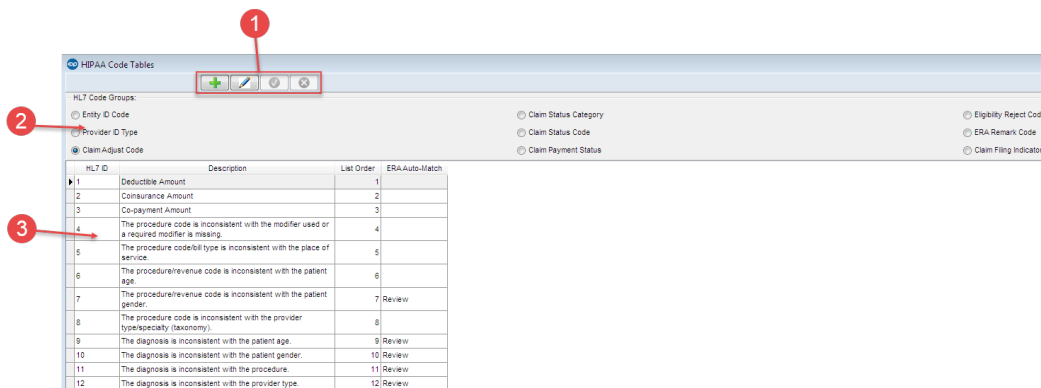 1
HIPAA Code Tables
HL7 Code Groups:
2
Entity ID Code
Claim Status Category
Eligibility Reject Cod
Provider ID Type
Claim Status Code
ERA Remark Code
Claim Adjust Code
Claim Payment Status
Claim Filing Indicator
HL7 ID Description List Order ERA Auto-Match
1 Deductible Amount 1
2 Coinsurance Amount 2
3 Co-payment Amount 3
3
4 The procedure code is inconsistent with the modifier used or 4
a required modifier is missing.
5 The procedure code/bill type is inconsistent with the place of 5
service.
6 The procedure/revenue code is inconsistent with the patient 6
age.
7 The procedure/revenue code is inconsistent with the patient 7 Review
gender.
8 The procedure code is inconsistent with the provider 8
type/specialty (taxonomy).
9 The diagnosis is inconsistent with the patient age. 9 Review
10 The diagnosis is inconsistent with the patient gender. 10 Review
11 The diagnosis is inconsistent with the procedure. 11 Review
12 The diagnosis is inconsistent with the provider type. 12 Review